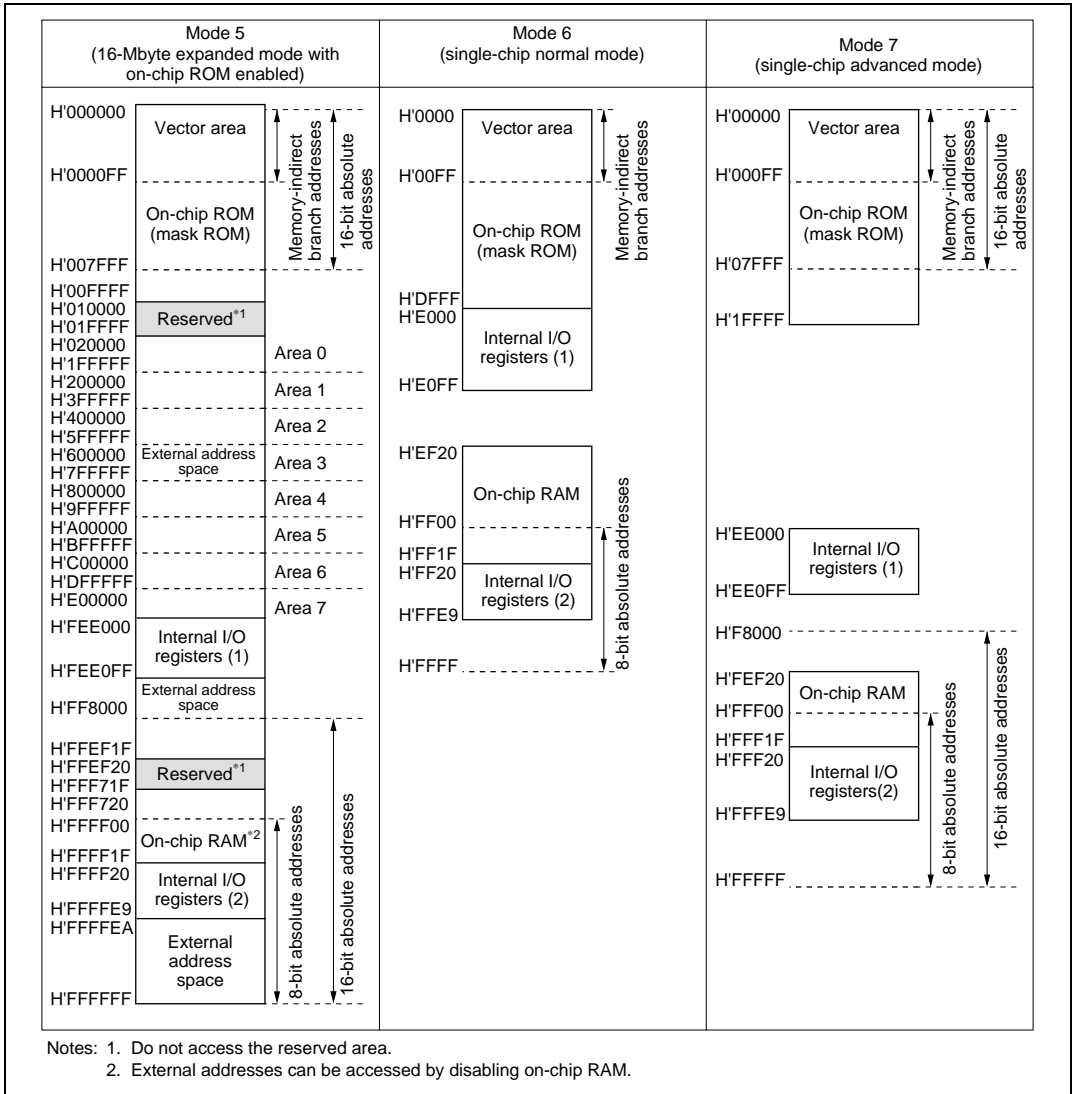 Mode 5
(16-Mbyte expanded mode with
on-chip ROM enabled)
H'000000
Vector area
H'0000FF
On-chip ROM
(mask ROM)
H'007FFF
H'00FFFF
H'010000
Reserved*1
H'01FFFF
H'020000
Area 0
H'1FFFFF
H'200000
Area 1
H'3FFFFF
H'400000
Area 2
H'5FFFFF
H'600000
External address
space
Area 3
H'7FFFFF
H'800000
Area 4
H'9FFFFF
H'A00000
Area 5
H'BFFFFF
H'C00000
Area 6
H'DFFFFF
H'E00000
Area 7
H'FEE000
Internal I/O
registers (1)
H'FEE0FF
External address
space
H'FF8000
H'FFEF1F
H'FFEF20
Reserved*1
H'FFF71F
H'FFF720
H'FFFF00
On-chip RAM*2
H'FFFF1F
H'FFFF20
Internal I/O
registers (2)
H'FFFFE9
H'FFFFEA
External
address
space
H'FFFFFF
Memory-indirect
branch addresses
16-bit absolute
addresses
8-bit absolute addresses
16-bit absolute addresses
Mode 6
(single-chip normal mode)
H'0000
Vector area
H'00FF
On-chip ROM
(mask ROM)
H'DFFF
H'E000
Internal I/O
registers (1)
H'E0FF
H'EF20
On-chip RAM
H'FF00
H'FF1F
H'FF20
Internal I/O
registers (2)
H'FFE9
H'FFFF
Memory-indirect
branch addresses
8-bit absolute addresses
Mode 7
(single-chip advanced mode)
H'00000
Vector area
H'000FF
On-chip ROM
(mask ROM)
H'07FFF
H'1FFFF
H'EE000
Internal I/O
registers (1)
H'EE0FF
H'F8000
H'FEF20
On-chip RAM
H'FFF00
H'FFF1F
H'FFF20
Internal I/O
registers(2)
H'FFFE9
H'FFFFF
Memory-indirect
branch addresses
16-bit absolute
addresses
8-bit absolute addresses
16-bit absolute addresses
Notes: 1. Do not access the reserved area.
2. External addresses can be accessed by disabling on-chip RAM.